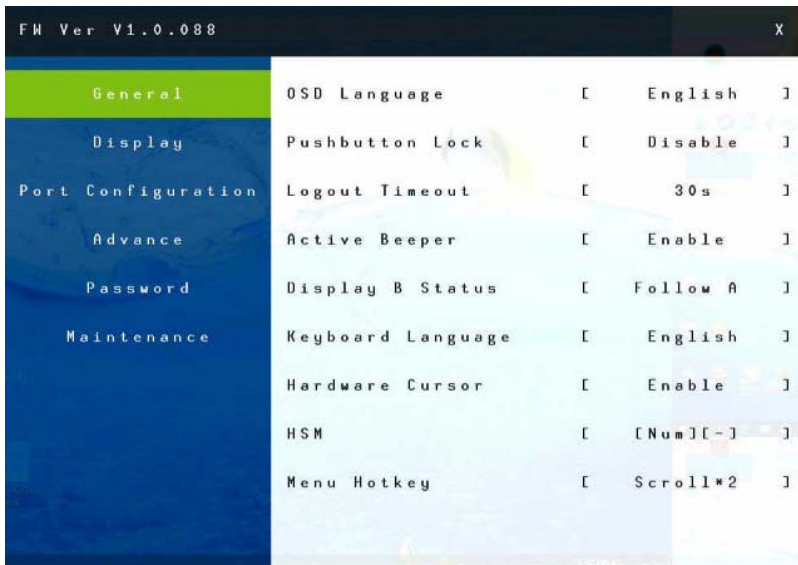 FW Ver V1.0.088 X
General
Display
Port Configuration
Advance
Password
Maintenance
OSD Language [ English ]
Pushbutton Lock [ Disable ]
Logout Timeout [ 30s ]
Active Beeper [ Enable ]
Display B Status [ Follow A ]
Keyboard Language [ English ]
Hardware Cursor [ Enable ]
HSM [ [Num][-] ]
Menu Hotkey [ Scroll*2 ]